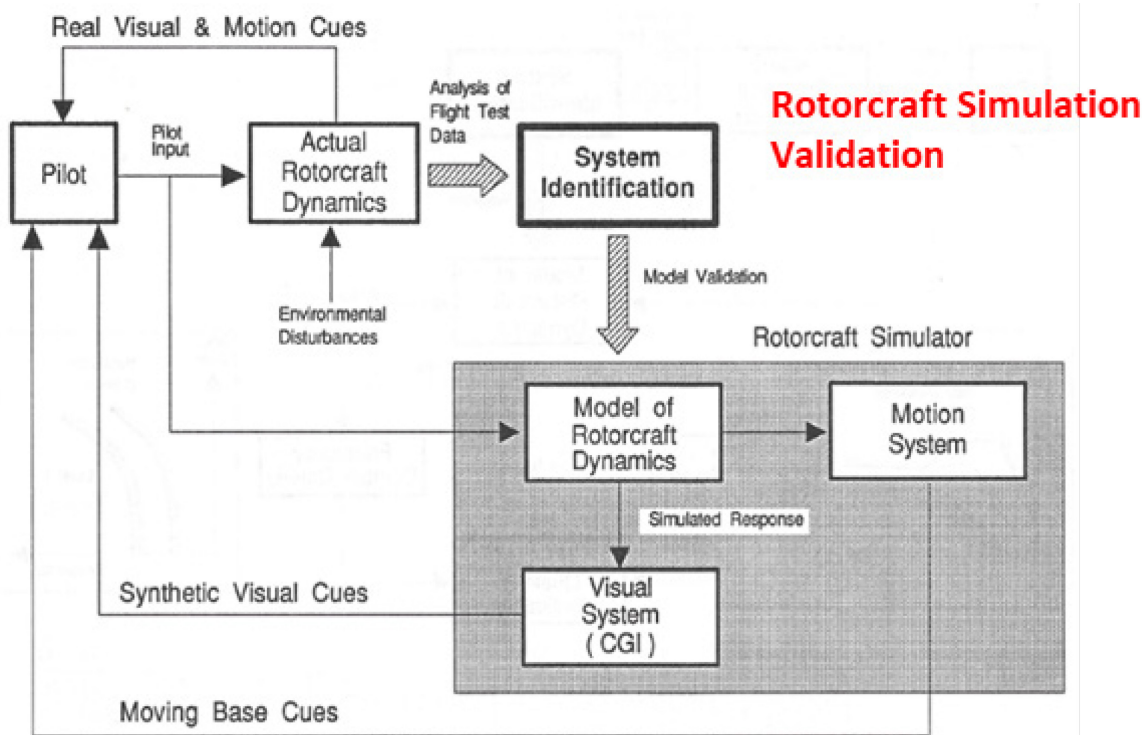 Real Visual & Motion Cues
Rotorcraft Simulation
Validation
Analysis of
Flight Test
Data
Pilot
Input
Pilot
Actual
Rotorcraft
Dynamics
System
Identification
Model Validation
Environmental
Disturbances
Rotorcraft Simulator
Model of
Rotorcraft
Dynamics
Motion
System
Simulated Response
Synthetic Visual Cues
Visual
System
( CGI )
Moving Base Cues